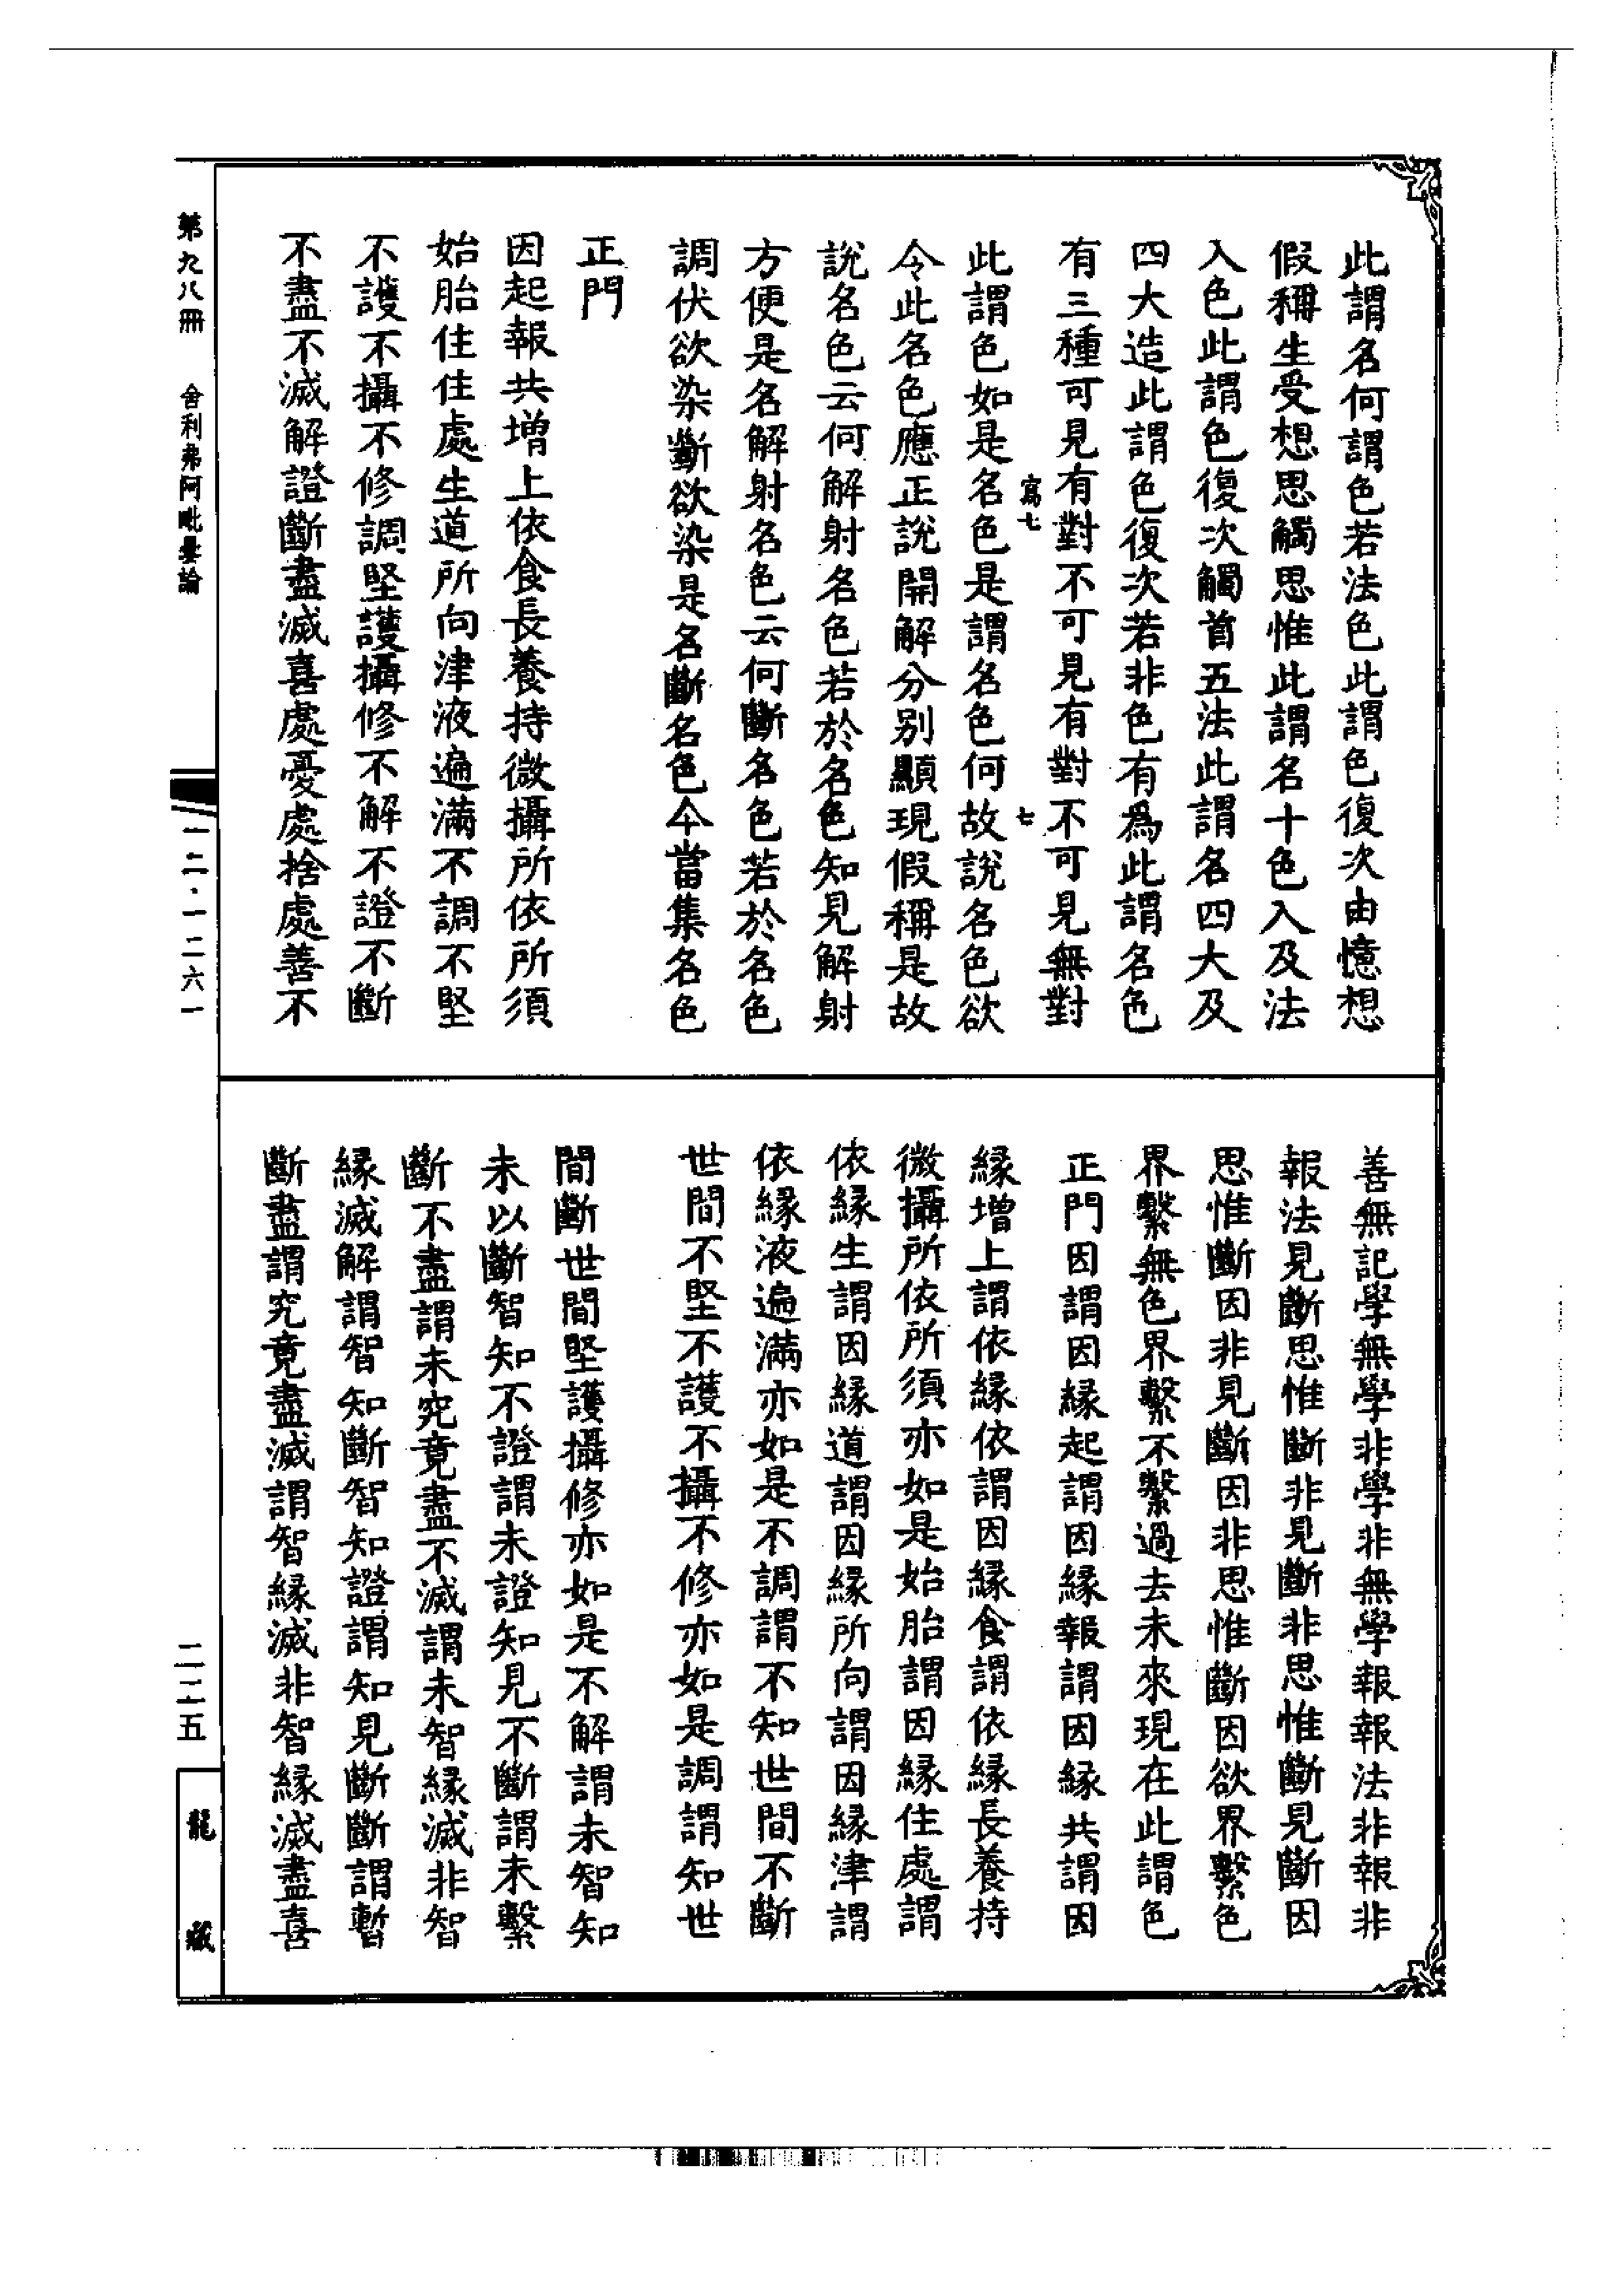 此謂名何謂色若法色此謂色復次由憶想
假稱生受想思觸思惟此謂名十色入及法
入色此謂色復次觸首五法此謂名四大及
四大造此謂色復次若非色有為此謂名色
有三種可見有對不可見有對不可見無對
寫七
七
此謂色如是名色是謂名色何故說名色欲
令此名色應正說開解分别顯現假稱是故
說名色云何解射名色若於名色知見解射
方便是名解射名色云何斷名色若於名色
調伏欲染斷欲染是名斷名色今當集名色
正門
因起報共增上依食長養持微攝所依所須
始胎住住處生道所向津液遍滿不調不堅
不護不攝不修調堅護攝修不解不證不斷
不盡不滅解證斷盡滅喜處憂處捨處善不
善無記學無學非學非無學報報法非報非
報法見斷思惟斷非見斷非思惟斷見斷因
思惟斷因非見斷因非思惟斷因欲界繫色
界繫無色界繫不繫過去未來現在此謂色
正門因謂因緣起謂因緣報謂因緣共謂因
緣增上謂依緣依謂因緣食謂依緣長養持
微攝所依所須亦如是始胎謂因緣住處謂
依緣生謂因緣道謂因緣所向謂因緣津謂
依緣液遍滿亦如是不調謂不知世間不斷
世間不堅不護不攝不修亦如是調謂知世
間斷世間堅護攝修亦如是不解謂未智知
未以斷智知不證謂未證知見不斷謂未繫
斷不盡謂未究竟盡不滅謂未智緣滅非智
緣滅解謂智知斷智知證謂知見斷斷謂暫
斷盡謂究竟盡滅謂智緣滅非智緣滅盡喜
第九八冊 舍利弗阿毗曇論
一二·一二六一
二二五
龍藏